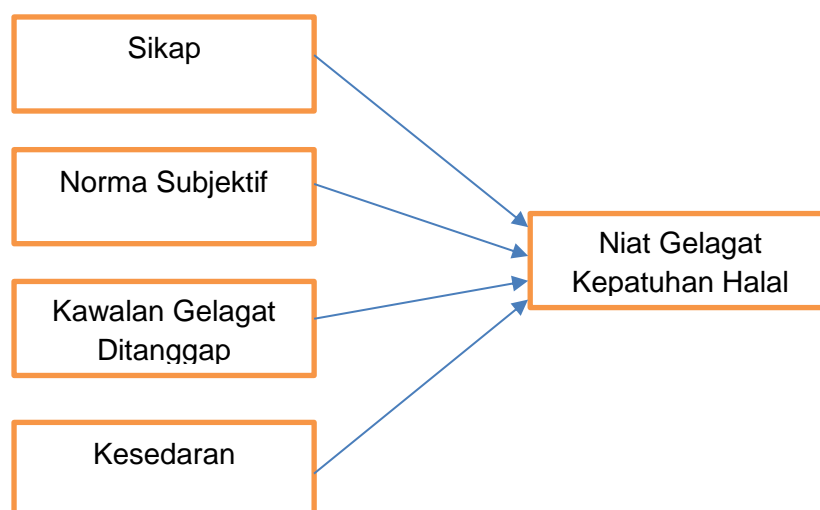 Sikap
Norma Subjektif
Kawalan Gelagat
Ditanggap
Kesedaran
Niat Gelagat
Kepatuhan Halal